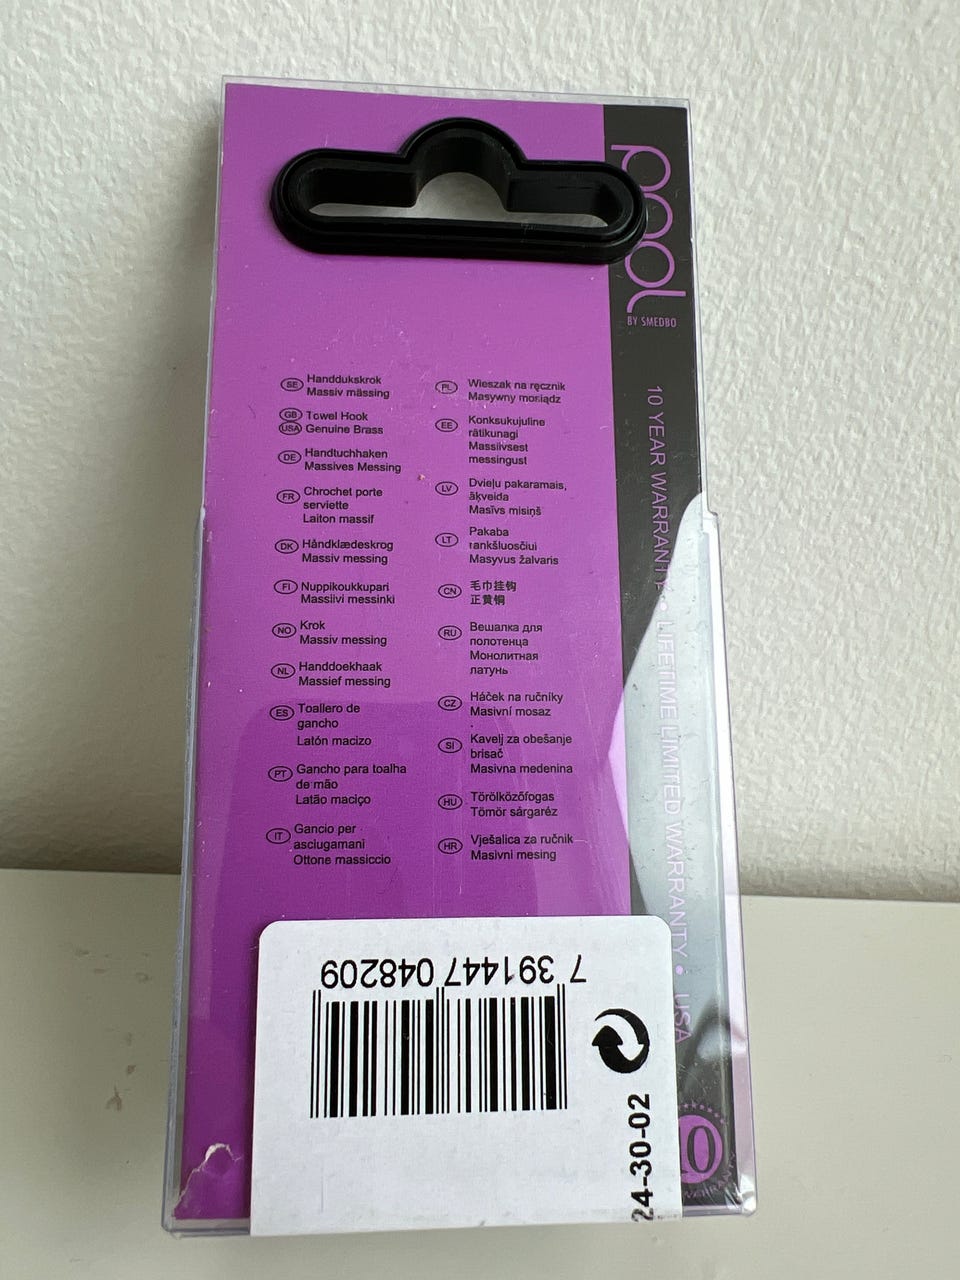 pool
BY SMEDBO
10 YEAR WARRANTY • LIFETIME LIMITED WARRANTY • USA
SE Handdukskrok
Massiv mässing
GB Towel Hook
USA Genuine Brass
DE Handtuchhaken
Massives Messing
FR Chrochet porte
serviette
Laiton massif
DK Håndklædeskrog
Massiv messing
FI Nuppikoukkupari
Massiivi messinki
NO Krok
Massiv messing
NL Handdoekhaak
Massief messing
ES Toallero de
gancho
Latón macizo
PT Gancho para toalha
de mão
Latão maciço
IT Gancio per
asciugamani
Ottone massiccio
PL Wieszak na ręcznik
Masywny mosiądz
EE Konksukujuline
rätikunagi
Massiivsest
messingust
LV Dvieļu pakaramais,
āķveida
Masīvs misiņš
LT Pakaba
rankšluosčiui
Masyvus žalvaris
CN 毛巾挂钩
正黄铜
RU Вешалка для
полотенца
Монолитная
латунь
CZ Háček na ručníky
Masivní mosaz
SI Kavelj za obešanje
brisač
Masivna medenina
HU Törölközőfogas
Tömör sárgaréz
HR Vješalica za ručnik
Masivni mesing
7 391447 048209
24-30-02
10
WARRANTY